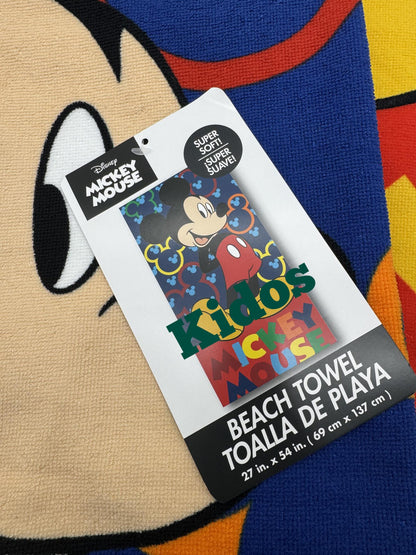 Disney
MICKEY
MOUSE
SUPER
SOFT!
¡SUPER
SUAVE!
Kidos
MICKEY
MOUSE
BEACH TOWEL
TOALLA DE PLAYA
27 in. x 54 in. ( 69 cm x 137 cm )